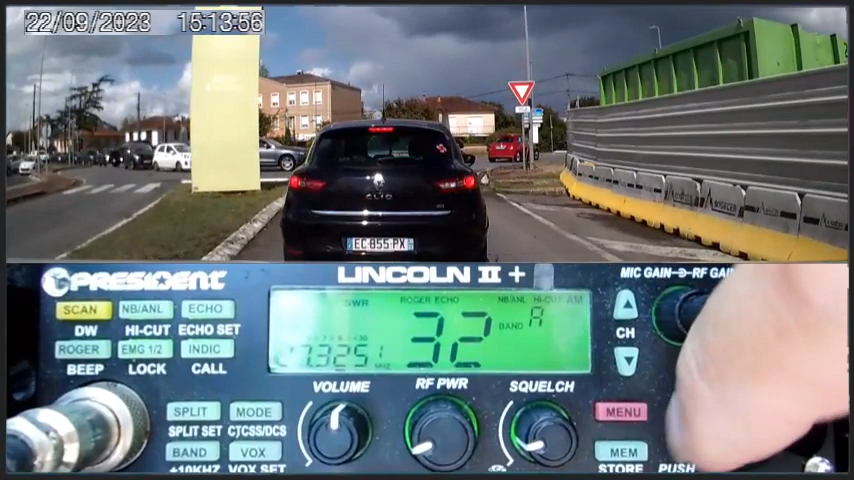 22/09/2023 15:13:56
CLIO
EC 855 PX
PRESIDENT
LINCOLN II +
MIC GAIN RF GAIN
SCAN NB/ANL ECHO
DW HI-CUT ECHO SET
ROGER EMG 1/2 INDIC
BEEP LOCK CALL
SWR ROGER ECHO NB/ANL HI-CUT AM
32 BAND A
27.3251 MHz
CH
VOLUME RF PWR SQUELCH
SPLIT MODE
SPLIT SET CTCSS/DCS
BAND VOX
+10KHZ VOX SET
MENU
MEM
STORE PUSH